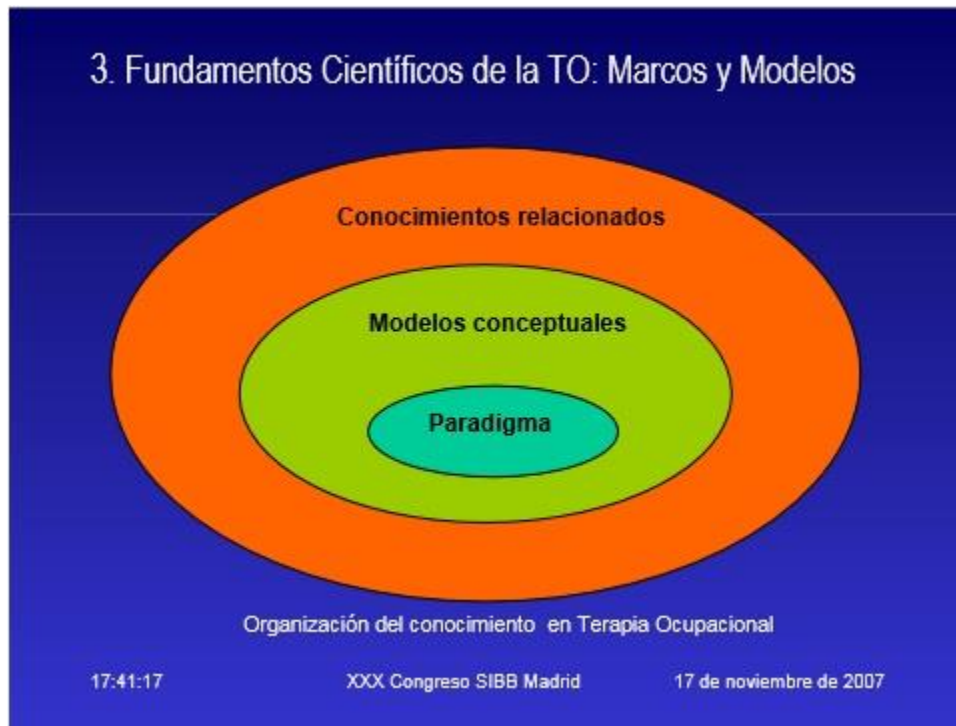 3. Fundamentos Científicos de la TO: Marcos y Modelos
Conocimientos relacionados
Modelos conceptuales
Paradigma
Organización del conocimiento en Terapia Ocupacional
17:41:17 XXX Congreso SIBB Madrid 17 de noviembre de 2007